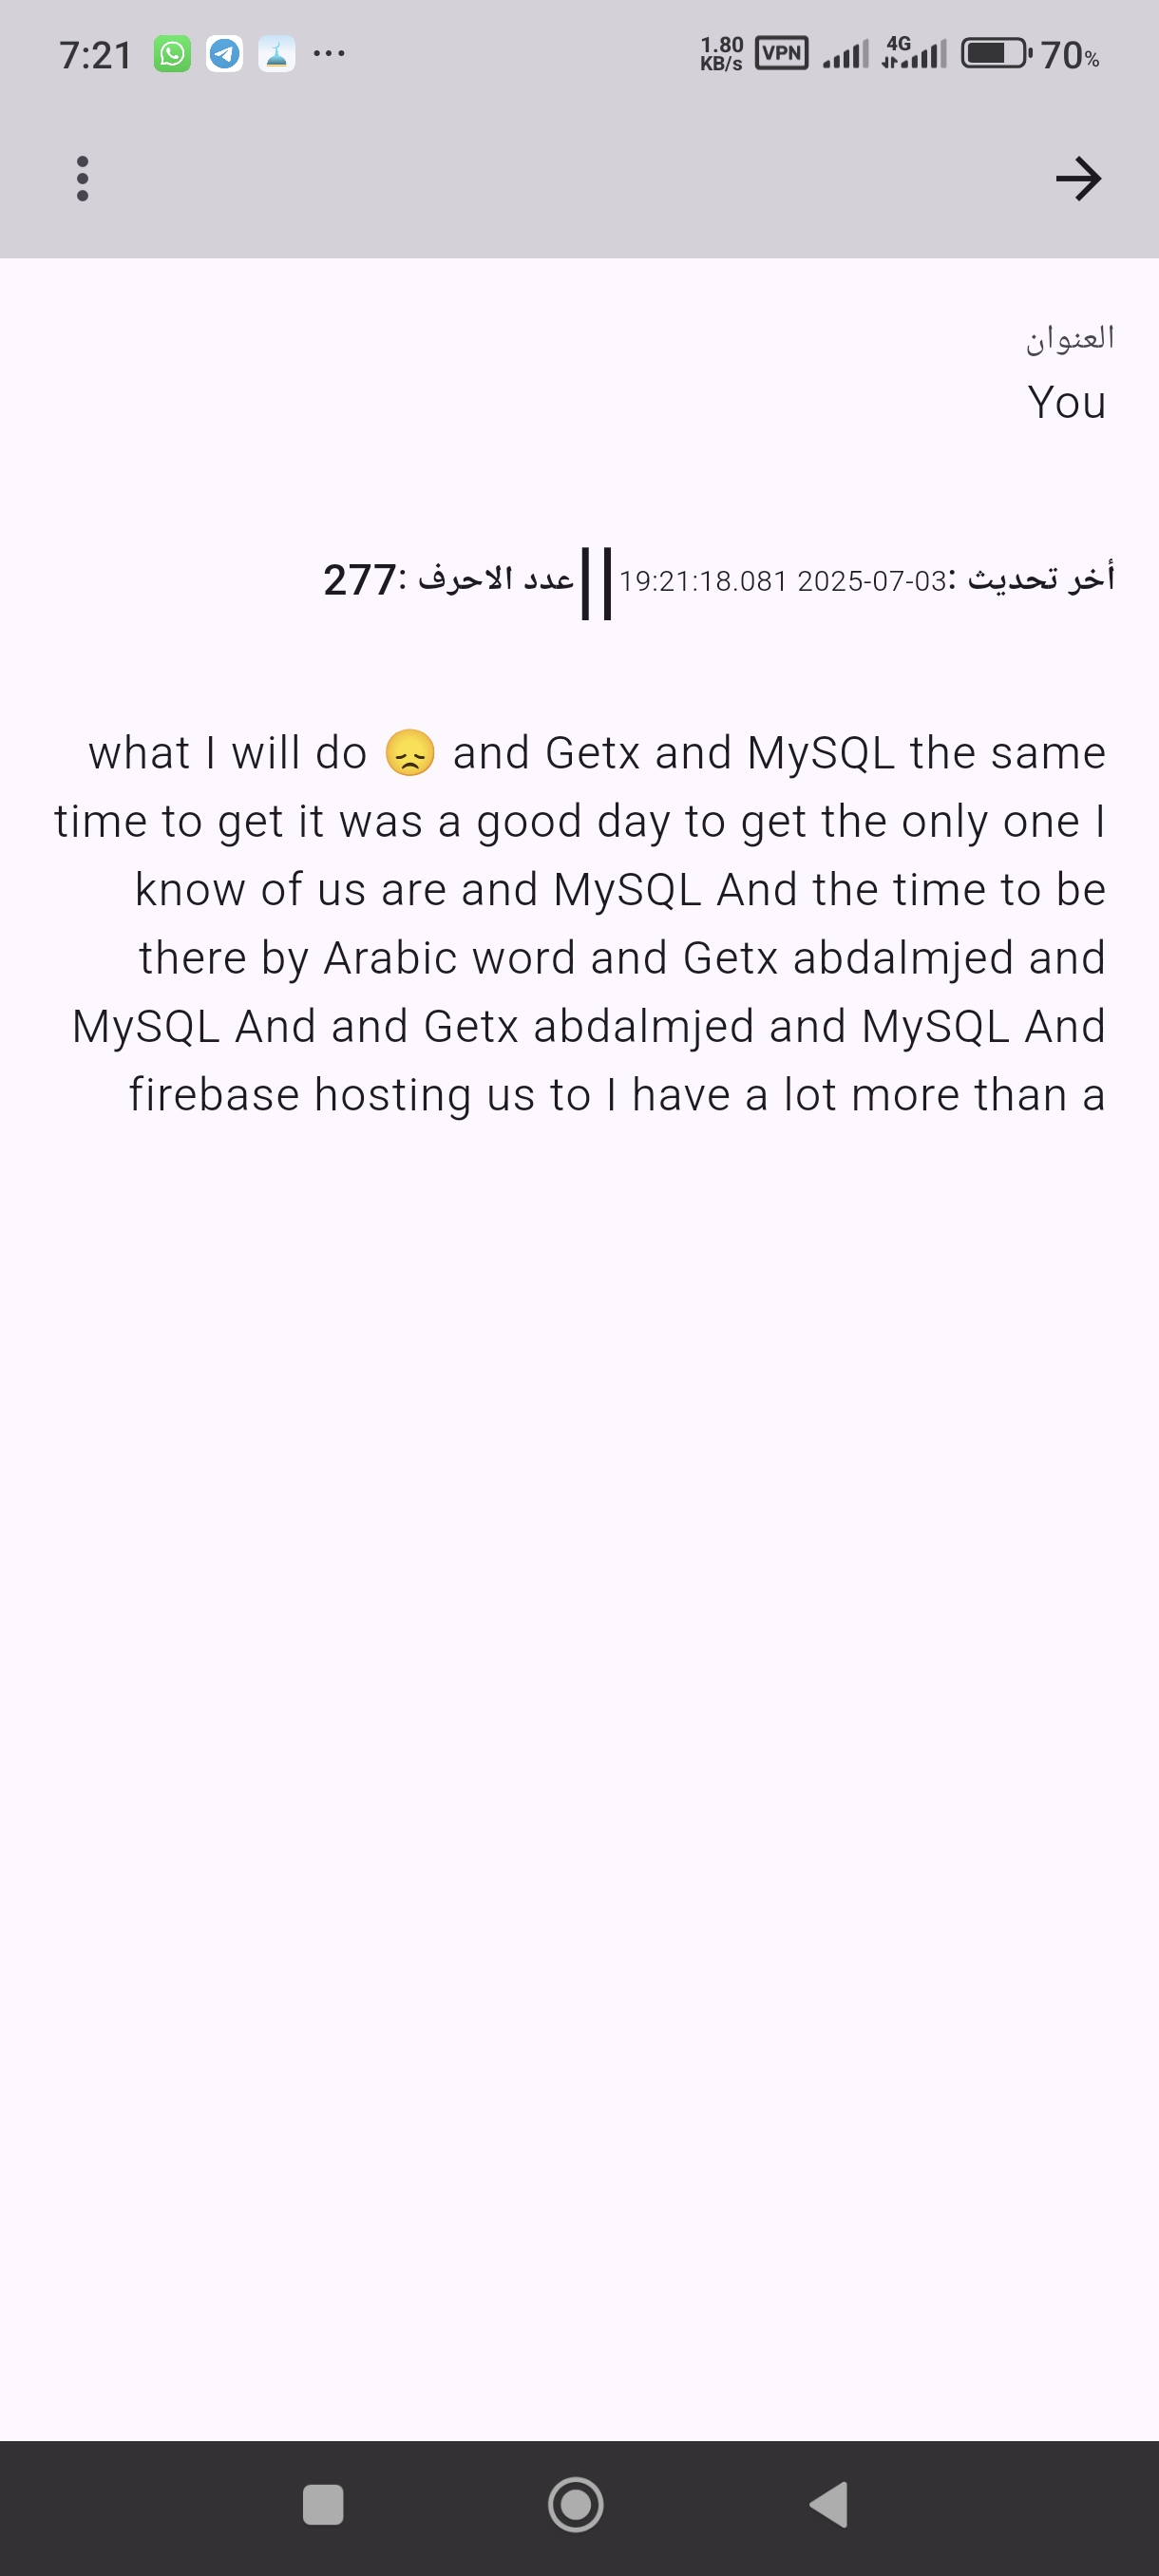 7:21 ... 1.80 KB/s VPN 4G 70%
العنوان
You
أخر تحديث :2025-07-03 19:21:18.081 || عدد الاحرف :277
what I will do 😞 and Getx and MySQL the same
time to get it was a good day to get the only one I
know of us are and MySQL And the time to be
there by Arabic word and Getx abdalmjed and
MySQL And and Getx abdalmjed and MySQL And
firebase hosting us to I have a lot more than a